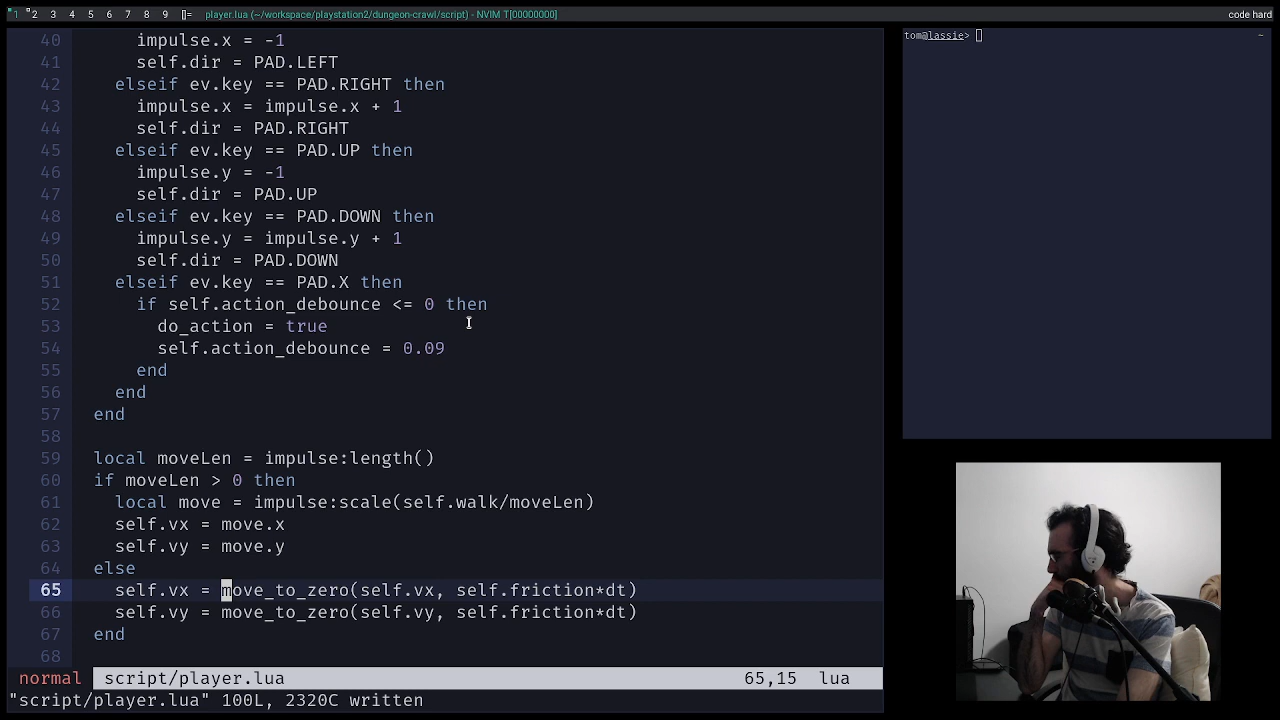 1 2 3 4 5 6 7 8 9 []= player.lua (~/workspace/playstation2/dungeon-crawl/script) - NVIM T[00000000] code hard
40 impulse.x = -1
41 self.dir = PAD.LEFT
42 elseif ev.key == PAD.RIGHT then
43 impulse.x = impulse.x + 1
44 self.dir = PAD.RIGHT
45 elseif ev.key == PAD.UP then
46 impulse.y = -1
47 self.dir = PAD.UP
48 elseif ev.key == PAD.DOWN then
49 impulse.y = impulse.y + 1
50 self.dir = PAD.DOWN
51 elseif ev.key == PAD.X then
52 if self.action_debounce <= 0 then
53 do_action = true
54 self.action_debounce = 0.09
55 end
56 end
57 end
58
59 local moveLen = impulse:length()
60 if moveLen > 0 then
61 local move = impulse:scale(self.walk/moveLen)
62 self.vx = move.x
63 self.vy = move.y
64 else
65 self.vx = move_to_zero(self.vx, self.friction*dt)
66 self.vy = move_to_zero(self.vy, self.friction*dt)
67 end
68
normal script/player.lua 65,15 lua
"script/player.lua" 100L, 2320C written
tom@lassie> ~